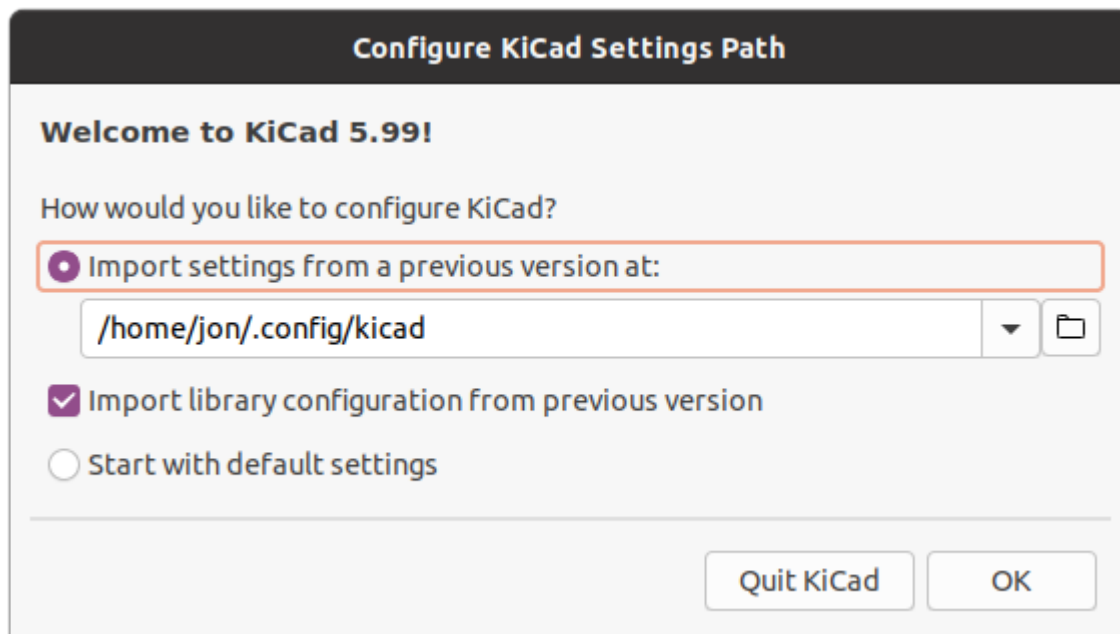 Configure KiCad Settings Path
Welcome to KiCad 5.99!
How would you like to configure KiCad?
Import settings from a previous version at:
/home/jon/.config/kicad
Import library configuration from previous version
Start with default settings
Quit KiCad OK